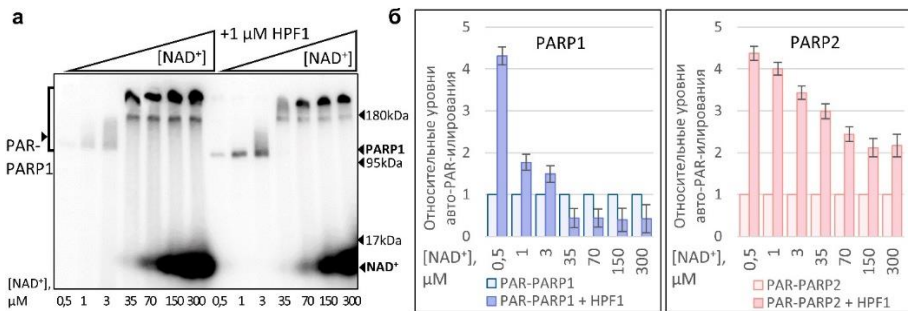 а
+1 µM HPF1
[NAD⁺]
[NAD⁺]
180kDa
PAR-
PARP1
PARP1
95kDa
17kDa
NAD⁺
[NAD⁺],
µM
0,5 1 3 35 70 150 300 0,5 1 3 35 70 150 300
б
PARP1
Относительные уровни
авто-PAR-илирования
5
4
3
2
1
0
[NAD⁺],
µM
0,5 1 3 35 70 150 300
PAR-PARP1
PAR-PARP1 + HPF1
PARP2
Относительные уровни
авто-PAR-илирования
5
4
3
2
1
0
[NAD⁺],
µM
0,5 1 3 35 70 150 300
PAR-PARP2
PAR-PARP2 + HPF1